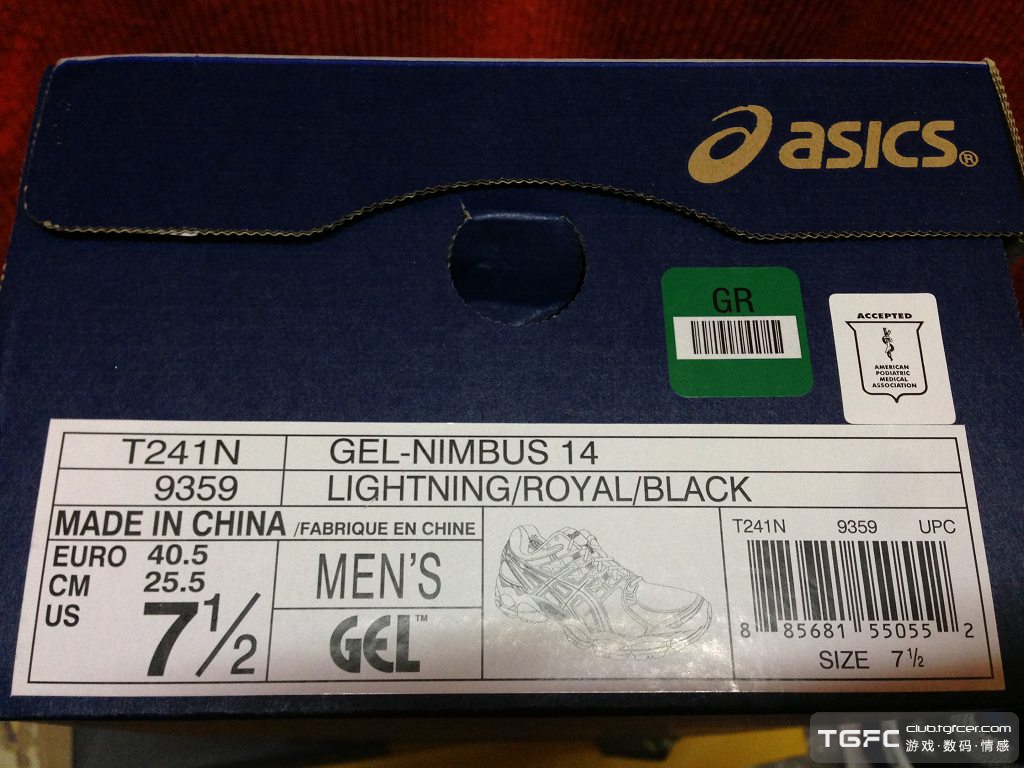 asics®
GR
ACCEPTED
AMERICAN
PODIATRIC
MEDICAL
ASSOCIATION
T241N GEL-NIMBUS 14
9359 LIGHTNING/ROYAL/BLACK
MADE IN CHINA /FABRIQUE EN CHINE
EURO 40.5
CM 25.5
US 7½
MEN'S
GEL™
T241N 9359 UPC
8 85681 55055 2
SIZE 7½
TGFC club.tgfcer.com
游戏·数码·情感